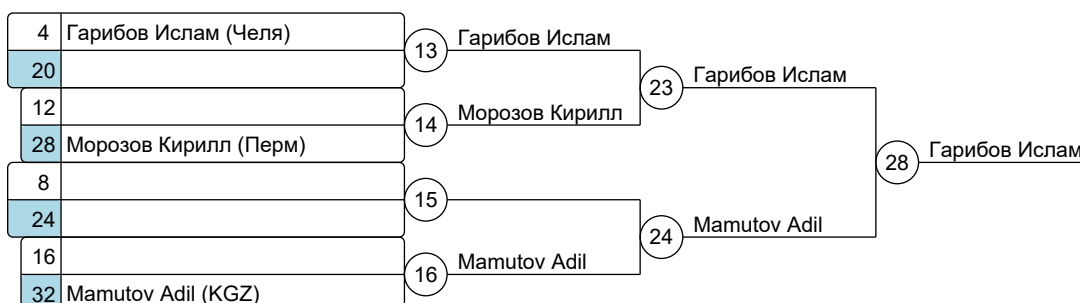 4 Гарибов Ислам (Челя)
20
12
28 Морозов Кирилл (Перм)
8
24
16
32 Mamutov Adil (KGZ)
13 Гарибов Ислам
14 Морозов Кирилл
15
16 Mamutov Adil
23 Гарибов Ислам
24 Mamutov Adil
28 Гарибов Ислам